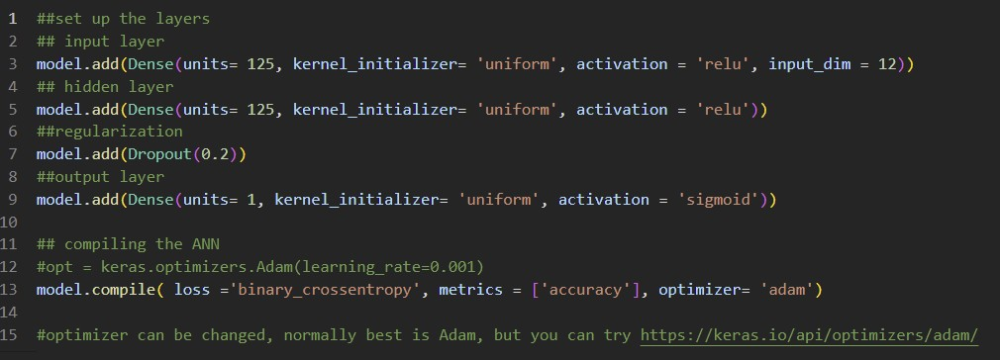 1 ##set up the layers
2 ## input layer
3 model.add(Dense(units= 125, kernel_initializer= 'uniform', activation = 'relu', input_dim = 12))
4 ## hidden layer
5 model.add(Dense(units= 125, kernel_initializer= 'uniform', activation = 'relu'))
6 ##regularization
7 model.add(Dropout(0.2))
8 ##output layer
9 model.add(Dense(units= 1, kernel_initializer= 'uniform', activation = 'sigmoid'))
10
11 ## compiling the ANN
12 #opt = keras.optimizers.Adam(learning_rate=0.001)
13 model.compile( loss ='binary_crossentropy', metrics = ['accuracy'], optimizer= 'adam')
14
15 #optimizer can be changed, normally best is Adam, but you can try https://keras.io/api/optimizers/adam/